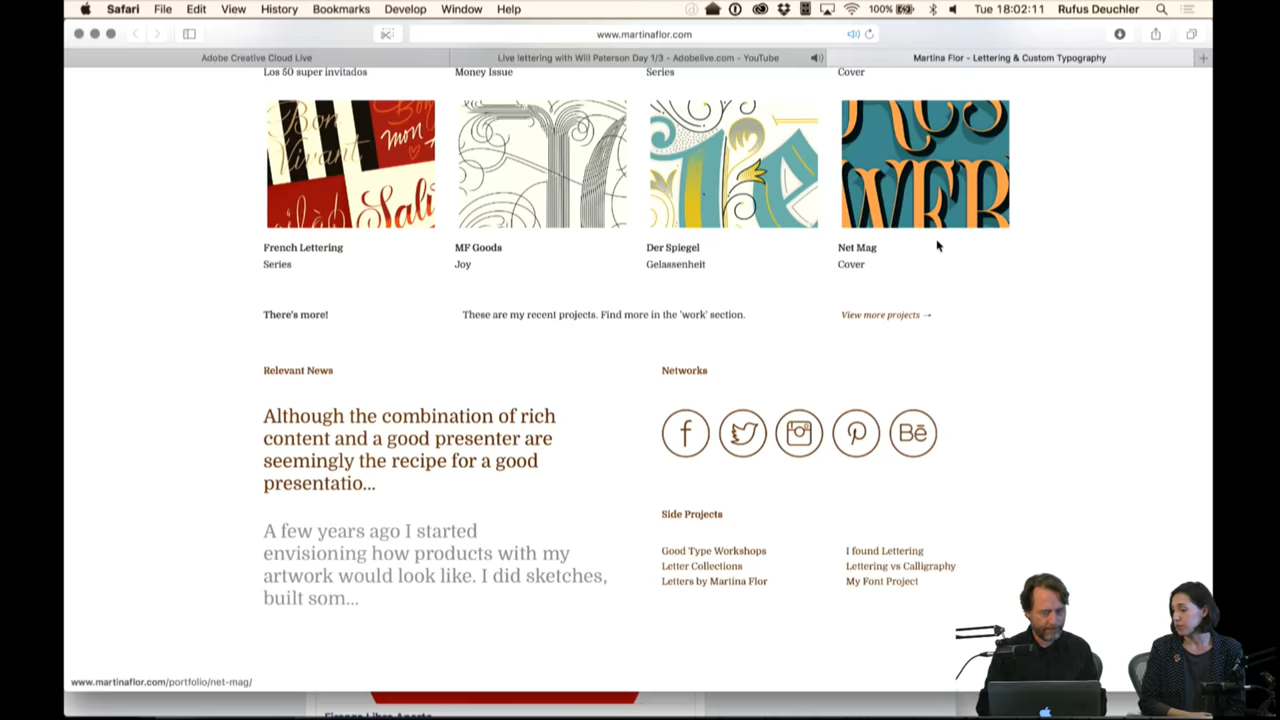 Safari File Edit View History Bookmarks Develop Window Help 100% Tue 18:02:11 Rufus Deuchler
www.martinaflor.com
Adobe Creative Cloud Live Live lettering with Will Paterson Day 1/3 - Adobelive.com - YouTube Martina Flor - Lettering & Custom Typography
Los 50 super invitados Money Issue Series Cover
Bon
Vivant
mon
Sali
WEB
French Lettering MF Goods Der Spiegel Net Mag
Series Joy Gelassenheit Cover
There's more! These are my recent projects. Find more in the 'work' section. View more projects →
Relevant News Networks
Although the combination of rich
content and a good presenter are
seemingly the recipe for a good
presentatio...
Bē
A few years ago I started
envisioning how products with my
artwork would look like. I did sketches,
built som...
Side Projects
Good Type Workshops I found Lettering
Letter Collections Lettering vs Calligraphy
Letters by Martina Flor My Font Project
www.martinaflor.com/portfolio/net-mag/